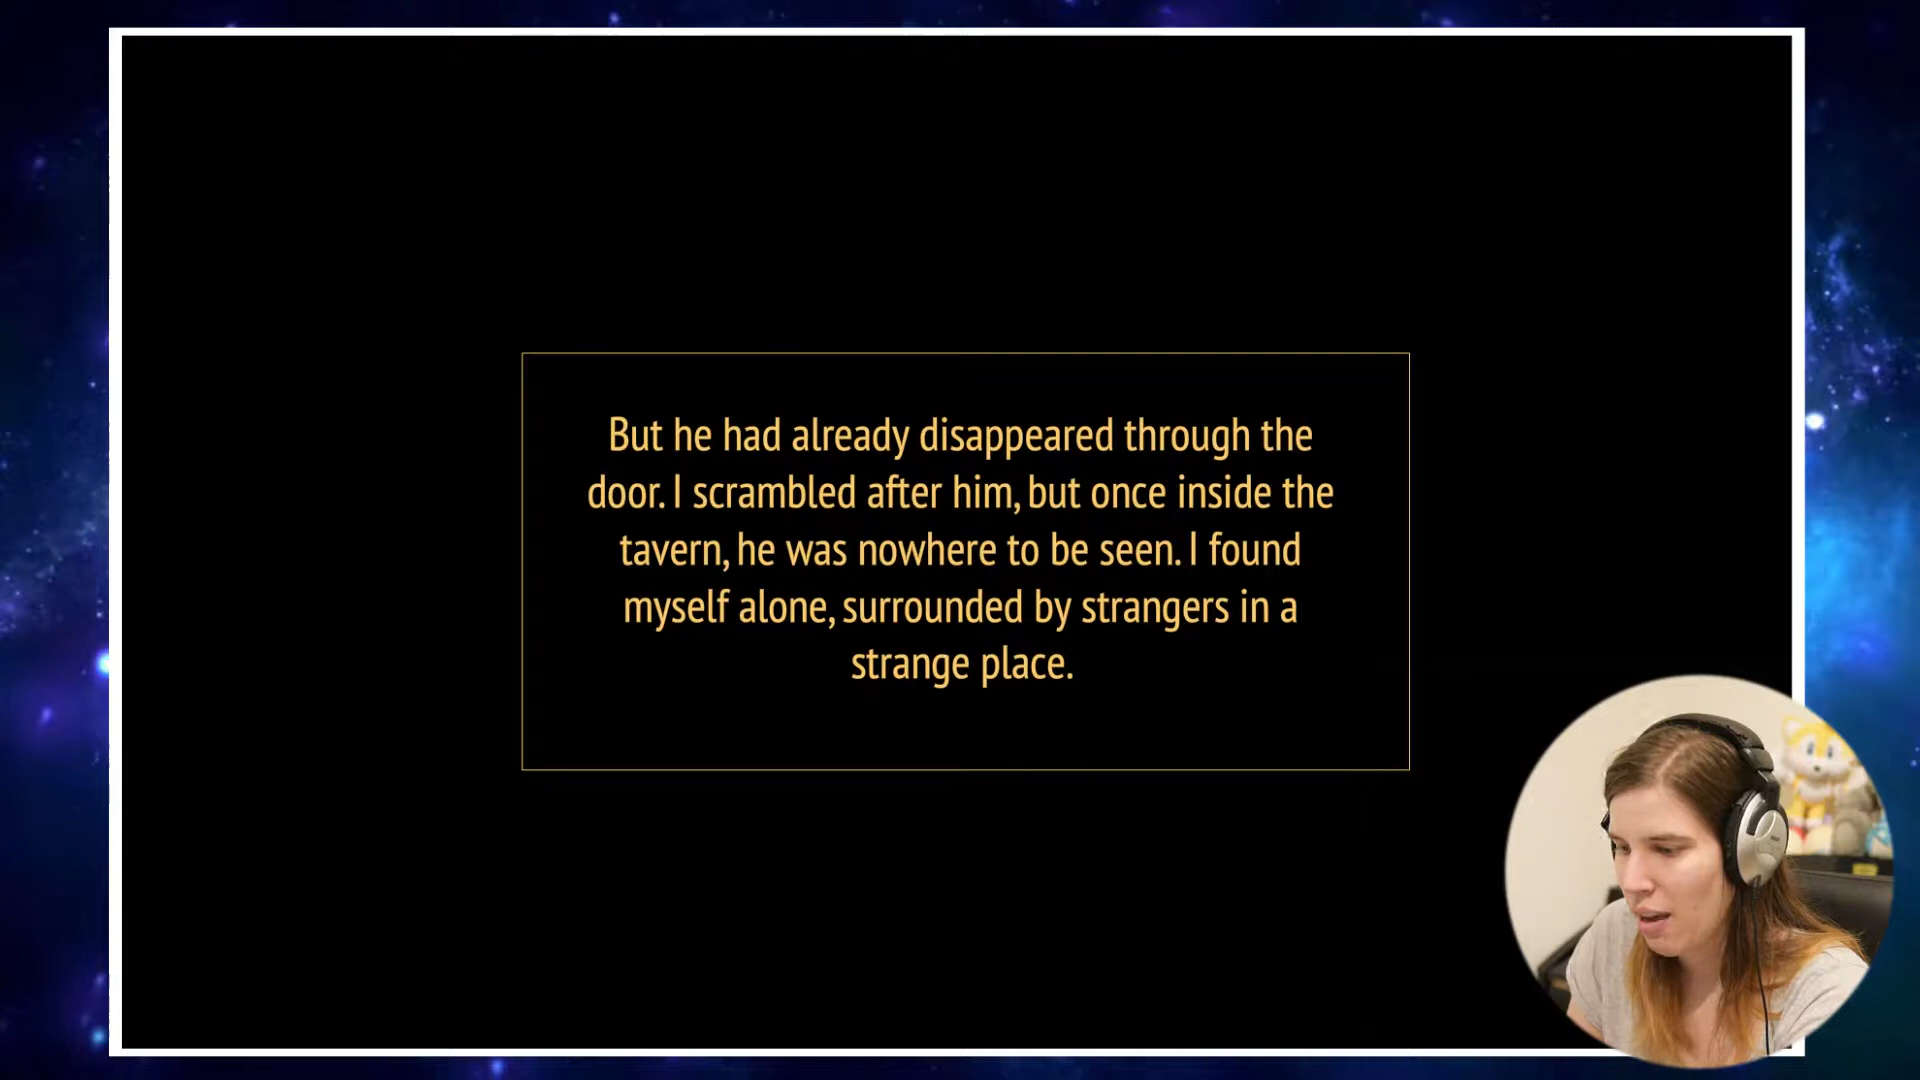 But he had already disappeared through the
door. I scrambled after him, but once inside the
tavern, he was nowhere to be seen. I found
myself alone, surrounded by strangers in a
strange place.